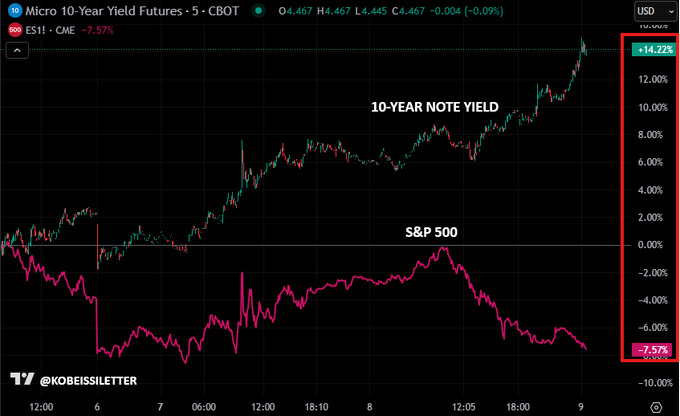 10 Micro 10-Year Yield Futures · 5 · CBOT O4.467 H4.467 L4.445 C4.467 -0.004 (-0.09%)
USD
500 ES1! · CME -7.57%
+14.22%
12.00%
10-YEAR NOTE YIELD
10.00%
8.00%
6.00%
4.00%
2.00%
S&P 500
0.00%
-2.00%
-4.00%
-6.00%
-7.57%
-10.00%
@KOBEISSILETTER
12:00 6 7 06:00 12:00 18:10 8 12:05 18:00 9